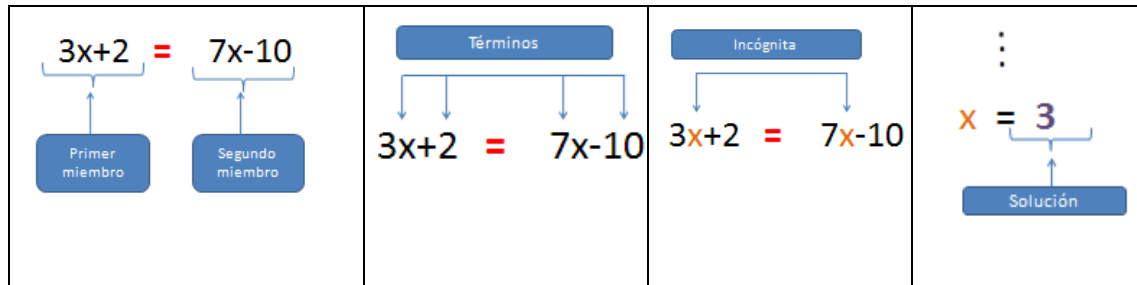 3x+2 = 7x-10
Primer
miembro
Segundo
miembro
Términos
3x+2 = 7x-10
Incógnita
3x+2 = 7x-10
⋮
x = 3
Solución